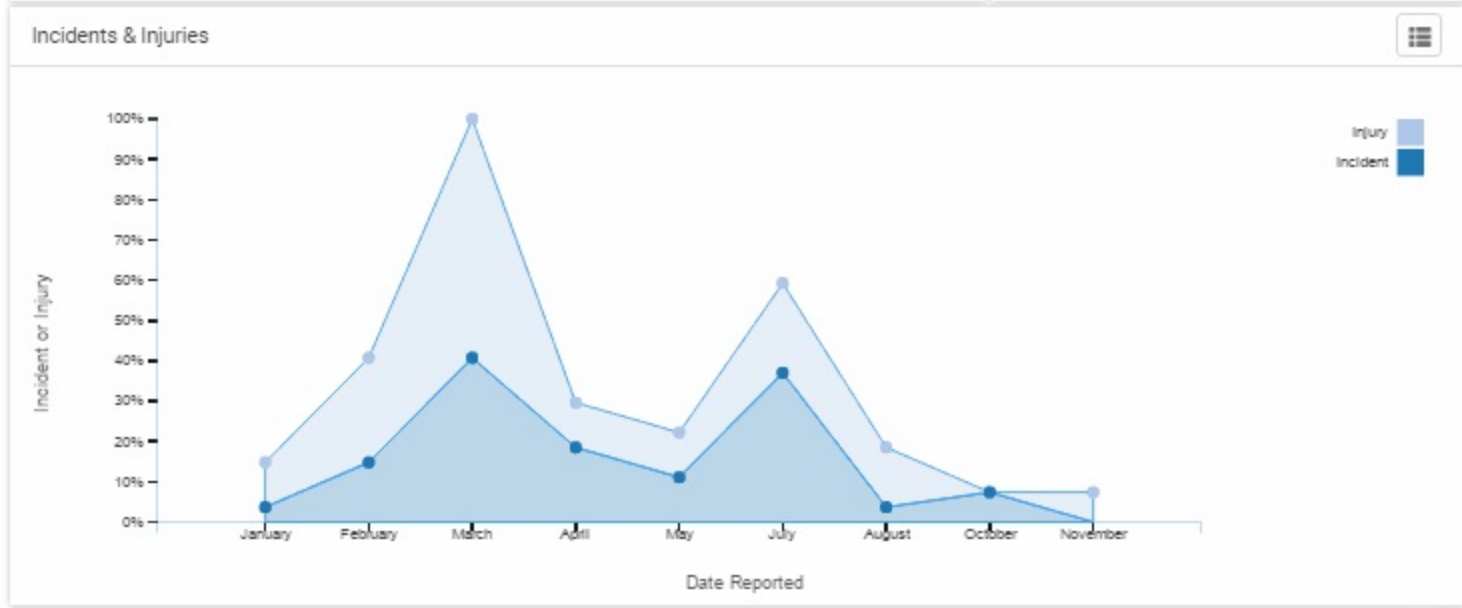 Incidents & Injuries
100%
90%
80%
70%
60%
50%
40%
30%
20%
10%
0%
Incident or Injury
January February March April May July August October November
Date Reported
Injury
Incident